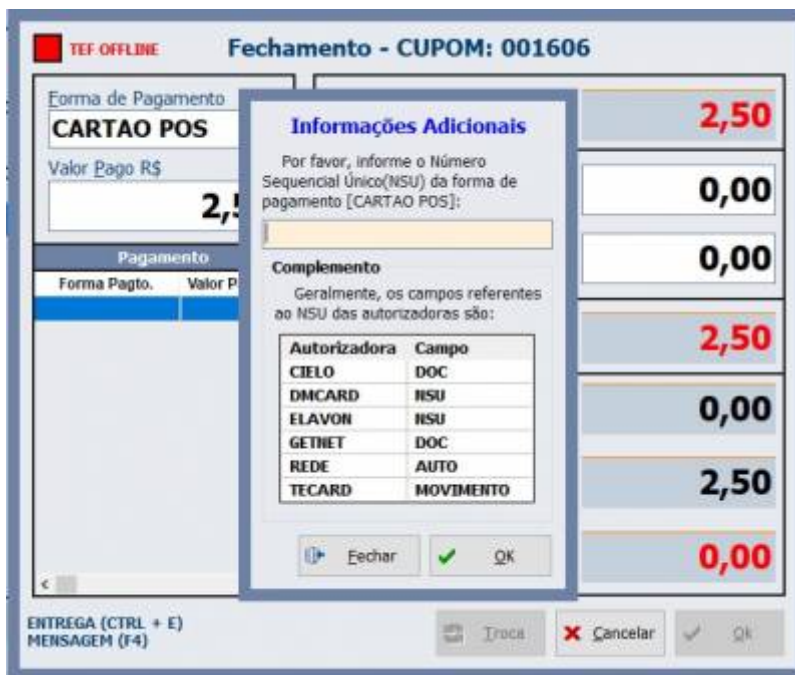 TEF OFFLINE
Fechamento - CUPOM: 001606
Forma de Pagamento
CARTAO POS
Valor Pago R$
2,5
Pagamento
Forma Pagto. Valor P
Informações Adicionais
Por favor, informe o Número
Sequencial Único(NSU) da forma de
pagamento [CARTAO POS]:
Complemento
Geralmente, os campos referentes
ao NSU das autorizadoras são:
Autorizadora Campo
CIELO DOC
DMCARD NSU
ELAVON NSU
GETNET DOC
REDE AUTO
TECARD MOVIMENTO
Fechar
OK
2,50
0,00
0,00
2,50
0,00
2,50
0,00
ENTREGA (CTRL + E)
MENSAGEM (F4)
Troca
Cancelar
Ok